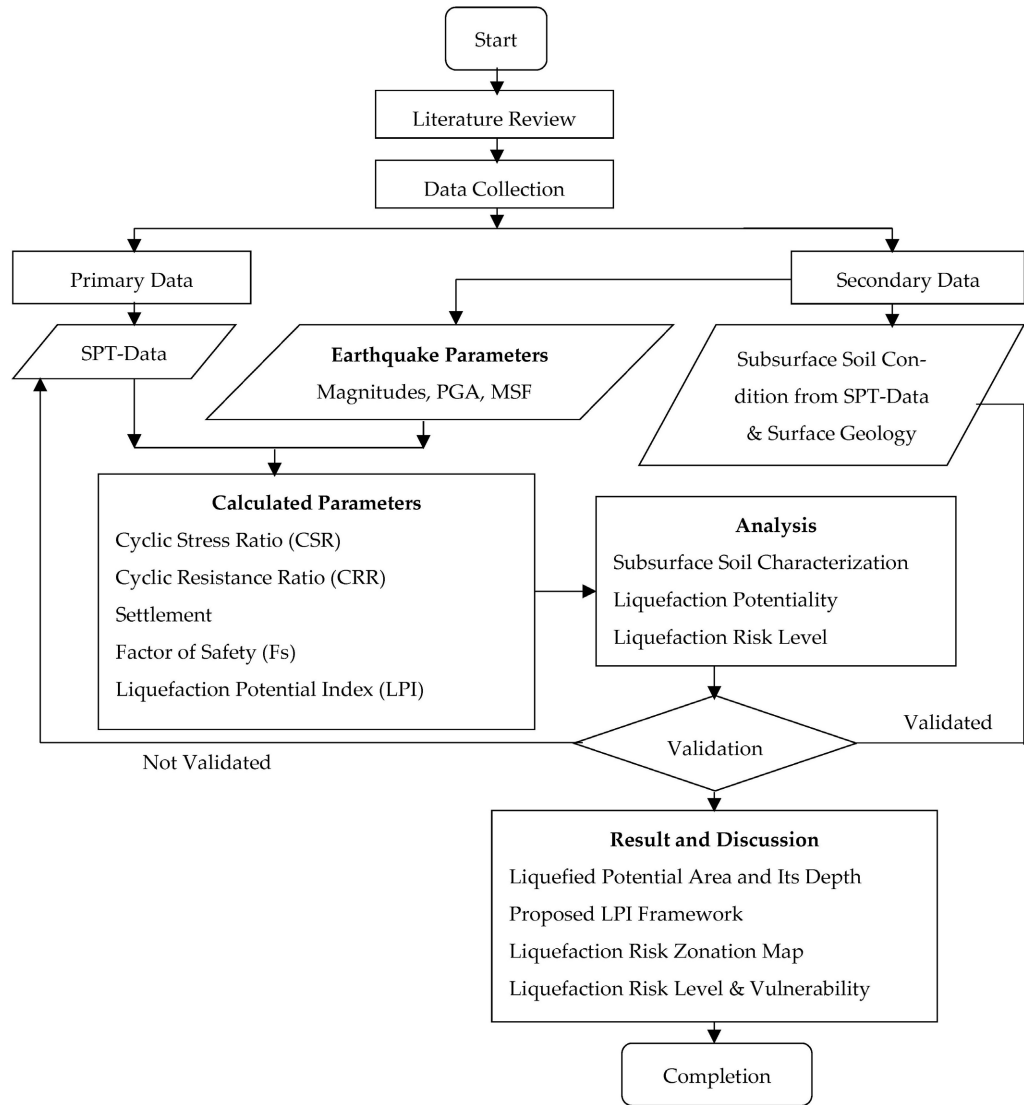 Start
Literature Review
Data Collection
Primary Data
Secondary Data
SPT-Data
Earthquake Parameters
Magnitudes, PGA, MSF
Subsurface Soil Con-
dition from SPT-Data
& Surface Geology
Calculated Parameters
Cyclic Stress Ratio (CSR)
Cyclic Resistance Ratio (CRR)
Settlement
Factor of Safety (Fs)
Liquefaction Potential Index (LPI)
Analysis
Subsurface Soil Characterization
Liquefaction Potentiality
Liquefaction Risk Level
Validation
Validated
Not Validated
Result and Discussion
Liquefied Potential Area and Its Depth
Proposed LPI Framework
Liquefaction Risk Zonation Map
Liquefaction Risk Level & Vulnerability
Completion